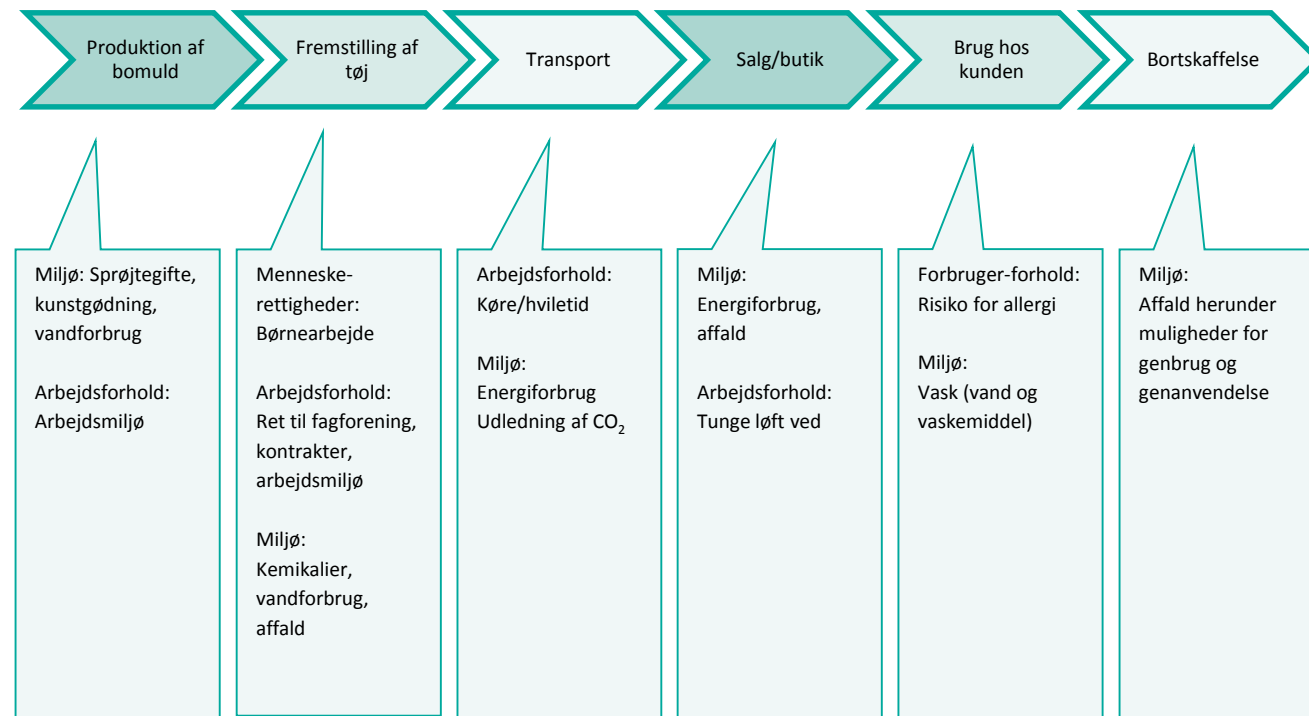 Produktion af
bomuld
Fremstilling af
tøj
Transport
Salg/butik
Brug hos
kunden
Bortskaffelse
Miljø: Sprøjtegifte,
kunstgødning,
vandforbrug
Arbejdsforhold:
Arbejdsmiljø
Menneske-
rettigheder:
Børnearbejde
Arbejdsforhold:
Ret til fagforening,
kontrakter,
arbejdsmiljø
Miljø:
Kemikalier,
vandforbrug,
affald
Arbejdsforhold:
Køre/hviletid
Miljø:
Energiforbrug
Udledning af CO₂
Miljø:
Energiforbrug,
affald
Arbejdsforhold:
Tunge løft ved
Forbruger-forhold:
Risiko for allergi
Miljø:
Vask (vand og
vaskemiddel)
Miljø:
Affald herunder
muligheder for
genbrug og
genanvendelse